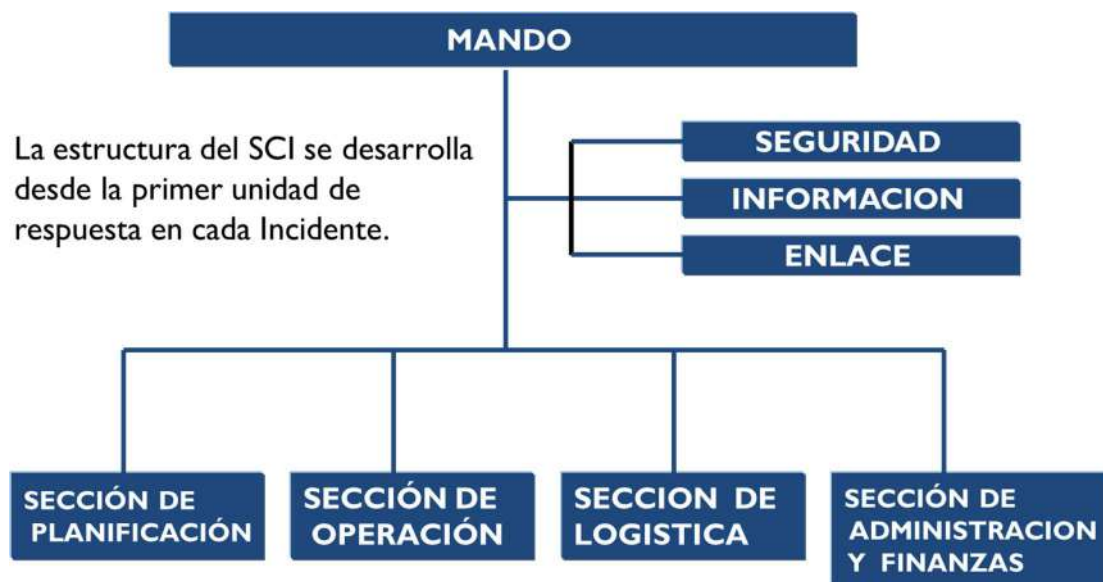 MANDO
La estructura del SCI se desarrolla
desde la primer unidad de
respuesta en cada Incidente.
SEGURIDAD
INFORMACION
ENLACE
SECCIÓN DE
PLANIFICACIÓN
SECCIÓN DE
OPERACIÓN
SECCION DE
LOGISTICA
SECCIÓN DE
ADMINISTRACION
Y FINANZAS